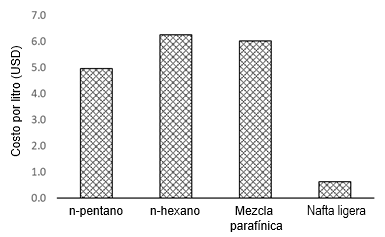 7.0
6.0
5.0
4.0
3.0
2.0
1.0
0.0
Costo por litro (USD)
n-pentano
n-hexano
Mezcla
parafínica
Nafta ligera